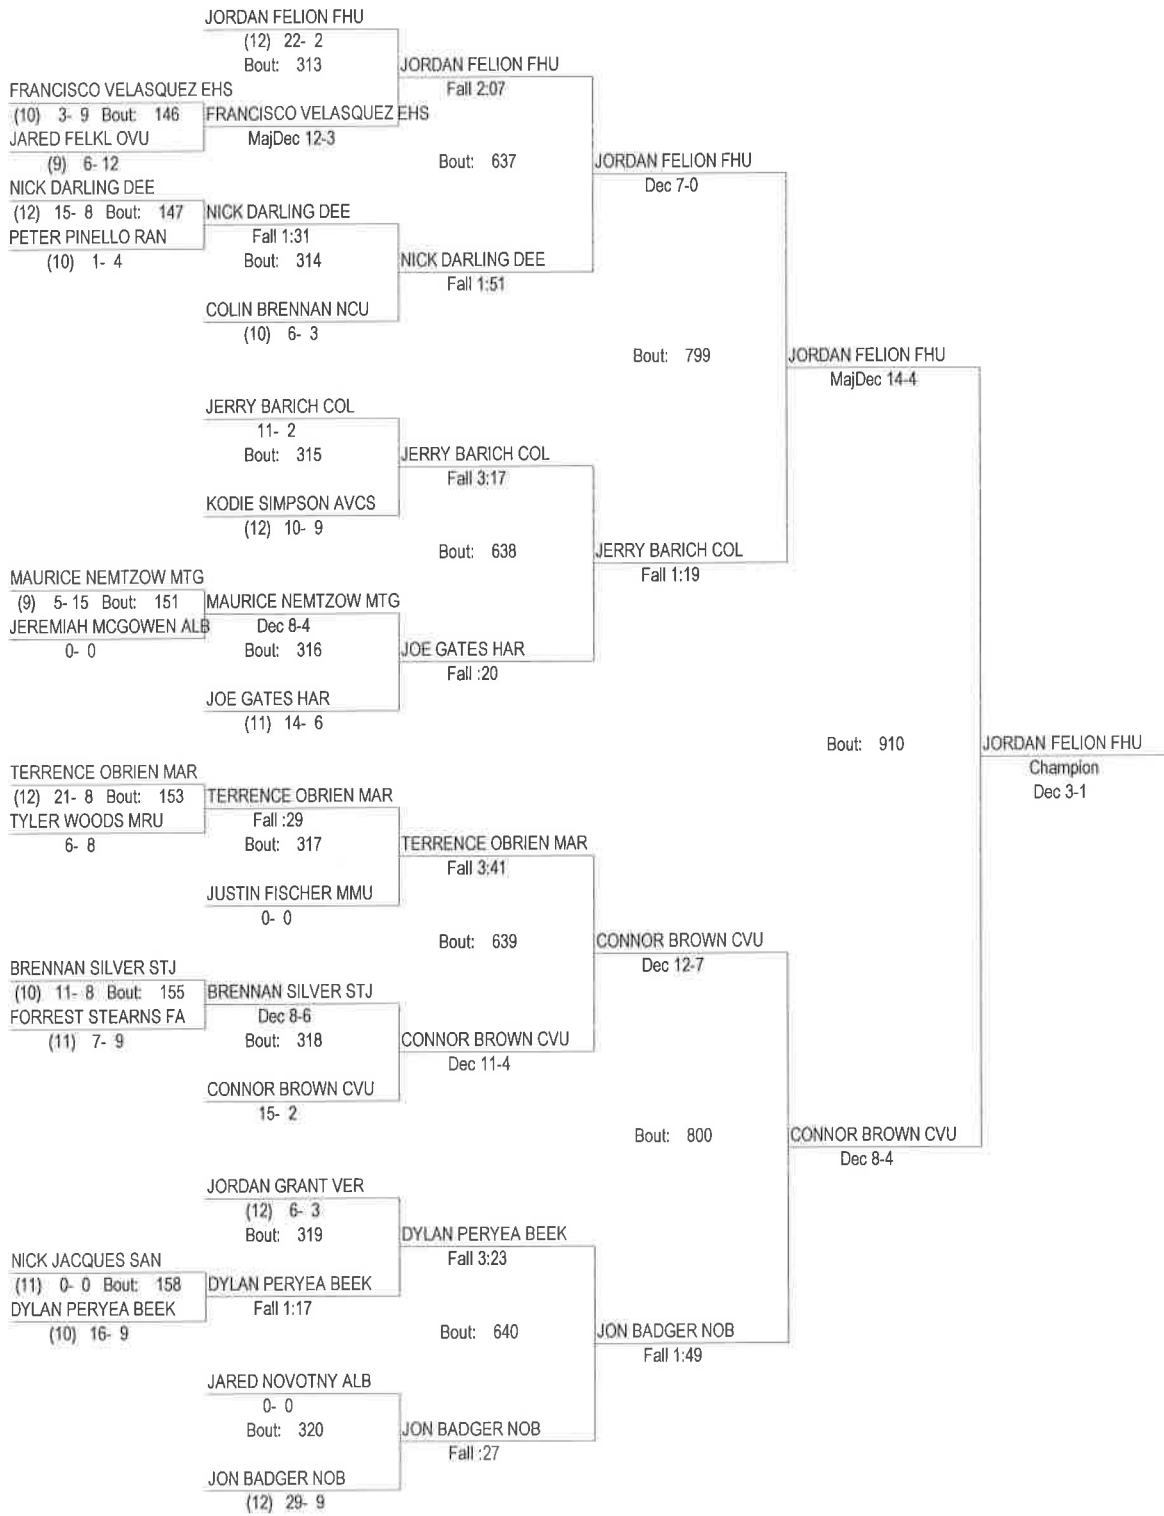 JORDAN FELION FHU
(12) 22- 2
Bout: 313
JORDAN FELION FHU
Fall 2:07
FRANCISCO VELASQUEZ EHS
(10) 3- 9 Bout: 146
FRANCISCO VELASQUEZ EHS
JARED FELKL OVU
MajDec 12-3
(9) 6- 12
Bout: 637
JORDAN FELION FHU
Dec 7-0
NICK DARLING DEE
(12) 15- 8 Bout: 147
NICK DARLING DEE
PETER PINELLO RAN
Fall 1:31
(10) 1- 4
Bout: 314
NICK DARLING DEE
Fall 1:51
COLIN BRENNAN NCU
(10) 6- 3
Bout: 799
JORDAN FELION FHU
MajDec 14-4
JERRY BARICH COL
11- 2
Bout: 315
JERRY BARICH COL
Fall 3:17
KODIE SIMPSON AVCS
(12) 10- 9
Bout: 638
JERRY BARICH COL
Fall 1:19
MAURICE NEMTZOW MTG
(9) 5- 15 Bout: 151
MAURICE NEMTZOW MTG
JEREMIAH MCGOWEN ALB
Dec 8-4
0- 0
Bout: 316
JOE GATES HAR
Fall :20
JOE GATES HAR
(11) 14- 6
Bout: 910
JORDAN FELION FHU
Champion
Dec 3-1
TERRENCE OBRIEN MAR
(12) 21- 8 Bout: 153
TERRENCE OBRIEN MAR
TYLER WOODS MRU
Fall :29
6- 8
Bout: 317
TERRENCE OBRIEN MAR
Fall 3:41
JUSTIN FISCHER MMU
0- 0
Bout: 639
CONNOR BROWN CVU
Dec 12-7
BRENNAN SILVER STJ
(10) 11- 8 Bout: 155
BRENNAN SILVER STJ
FORREST STEARNS FA
Dec 8-6
(11) 7- 9
Bout: 318
CONNOR BROWN CVU
Dec 11-4
CONNOR BROWN CVU
15- 2
Bout: 800
CONNOR BROWN CVU
Dec 8-4
JORDAN GRANT VER
(12) 6- 3
Bout: 319
DYLAN PERYEA BEEK
Fall 3:23
NICK JACQUES SAN
(11) 0- 0 Bout: 158
DYLAN PERYEA BEEK
DYLAN PERYEA BEEK
Fall 1:17
(10) 16- 9
Bout: 640
JON BADGER NOB
Fall 1:49
JARED NOVOTNY ALB
0- 0
Bout: 320
JON BADGER NOB
Fall :27
JON BADGER NOB
(12) 29- 9